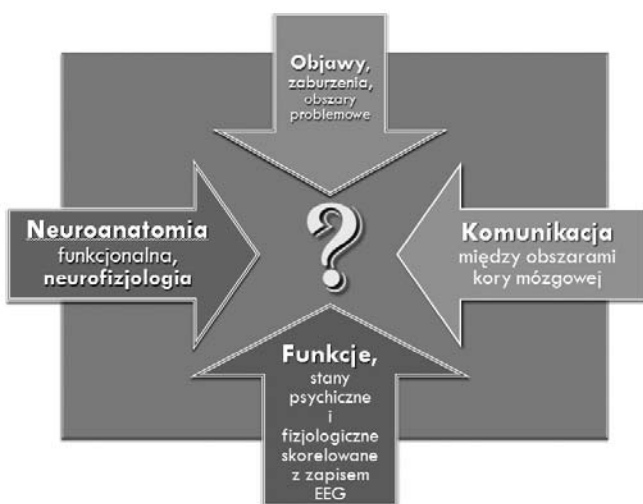 Objawy,
zaburzenia,
obszary
problemowe
Neuroanatomia
funkcjonalna,
neurofizjologia
?
Komunikacja
między obszarami
kory mózgowej
Funkcje,
stany
psychiczne
i
fizjologiczne
skorelowane
z zapisem
EEG